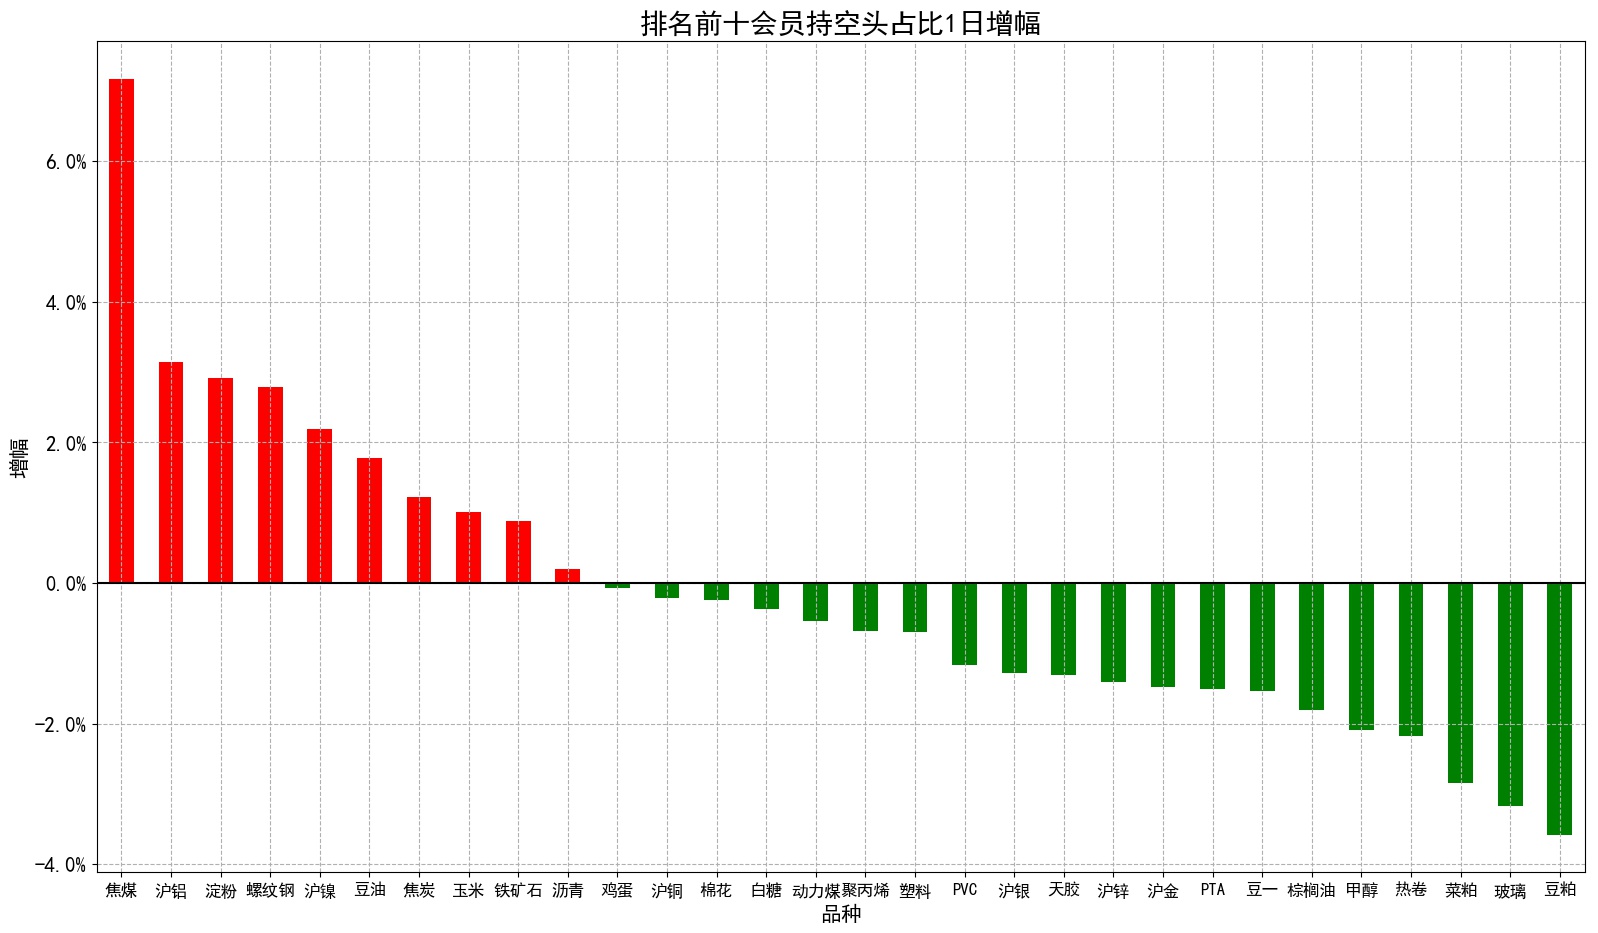 排名前十会员持空头占比1日增幅
增幅
6.0%
4.0%
2.0%
0.0%
−2.0%
−4.0%
焦煤 沪铝 淀粉 螺纹钢 沪镍 豆油 焦炭 玉米 铁矿石 沥青 鸡蛋 沪铜 棉花 白糖 动力煤 聚丙烯 塑料 PVC 沪银 天胶 沪锌 沪金 PTA 豆一 棕榈油 甲醇 热卷 菜粕 玻璃 豆粕
品种